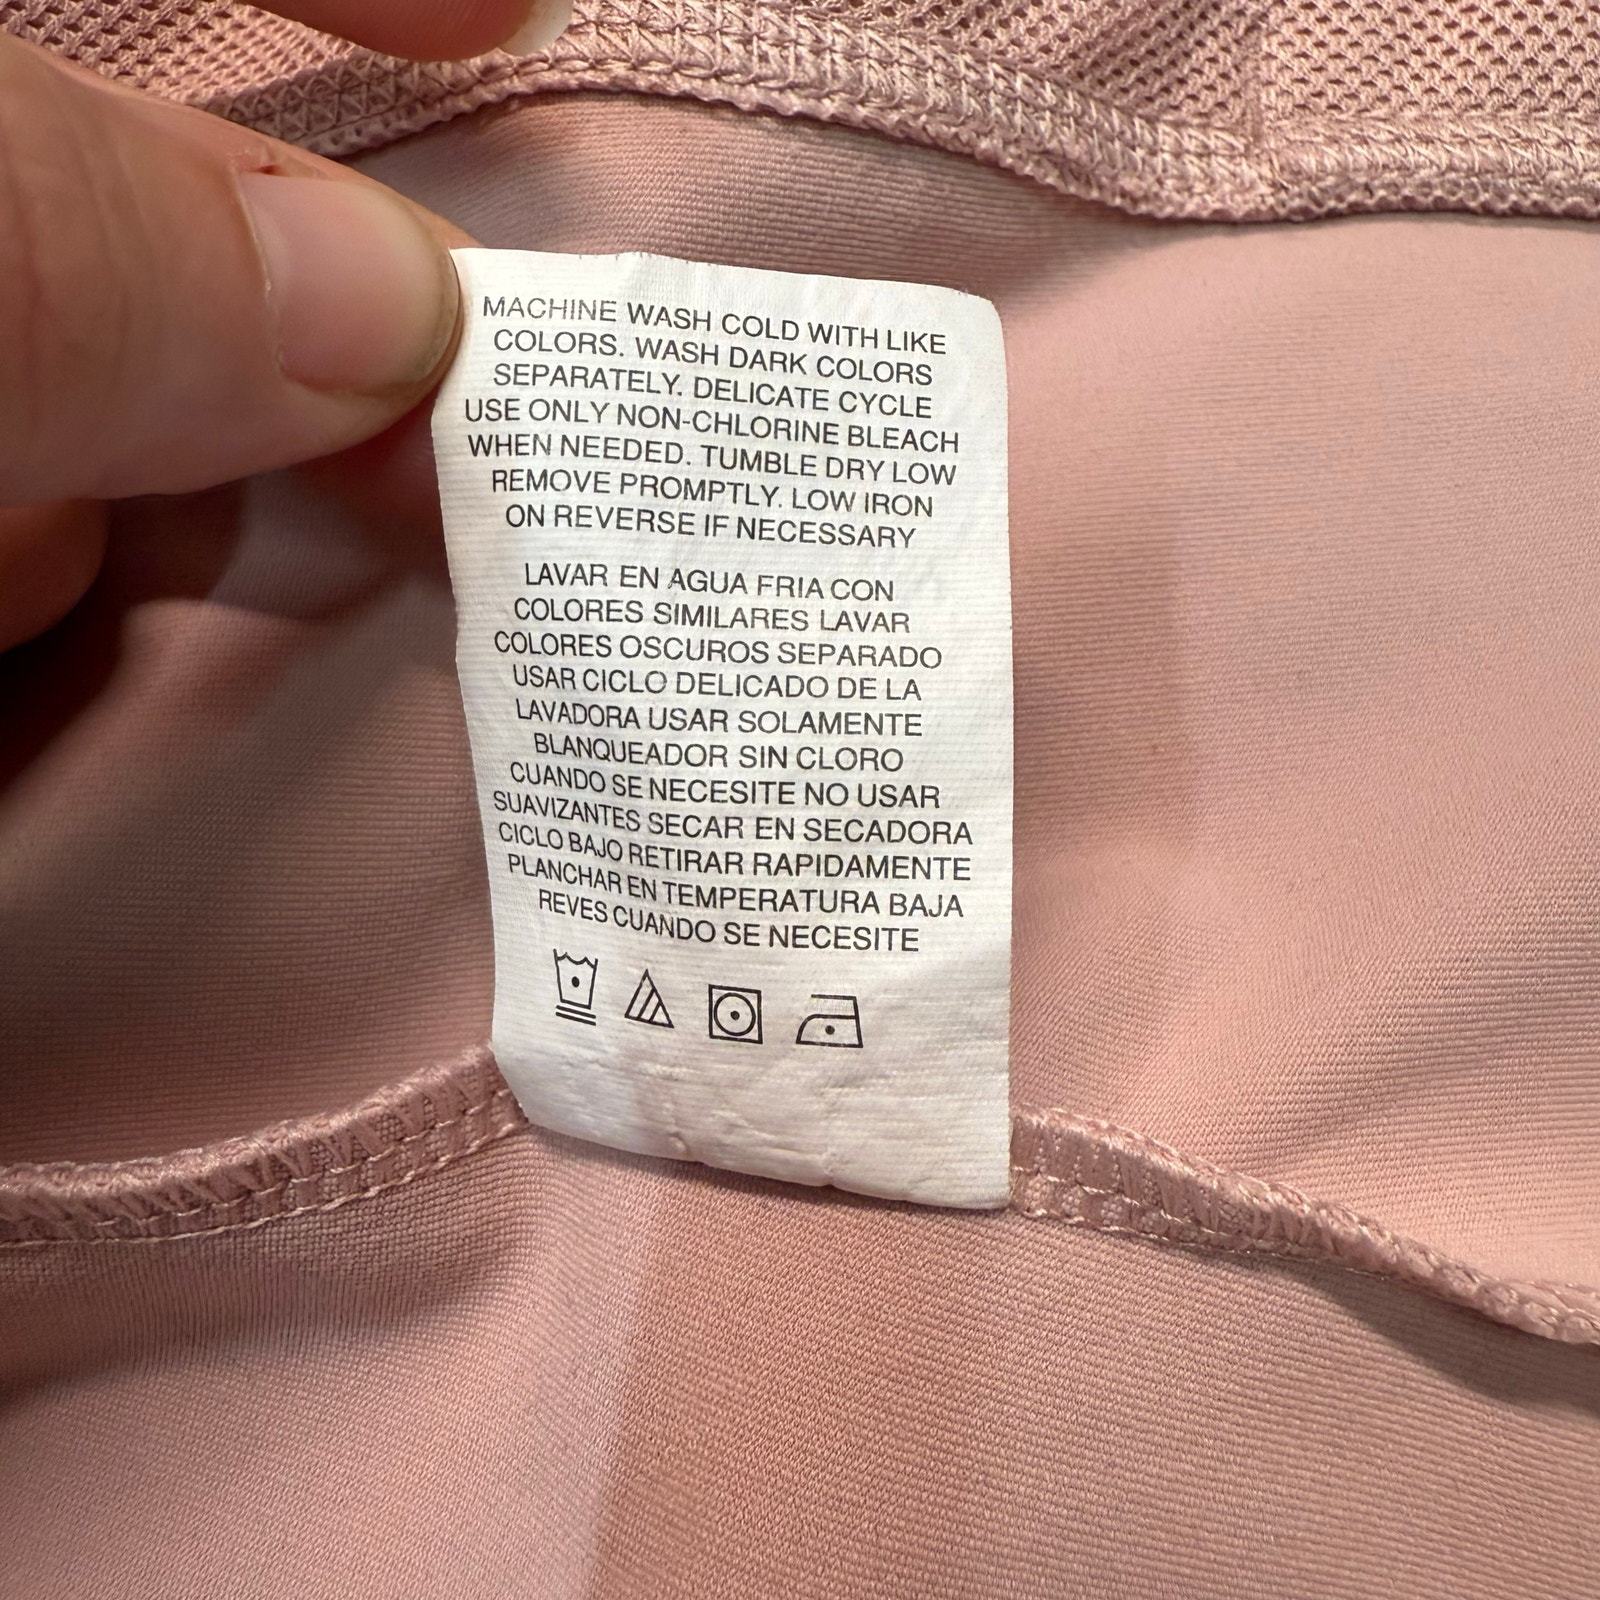 MACHINE WASH COLD WITH LIKE
COLORS. WASH DARK COLORS
SEPARATELY. DELICATE CYCLE
USE ONLY NON-CHLORINE BLEACH
WHEN NEEDED. TUMBLE DRY LOW
REMOVE PROMPTLY. LOW IRON
ON REVERSE IF NECESSARY
LAVAR EN AGUA FRIA CON
COLORES SIMILARES LAVAR
COLORES OSCUROS SEPARADO
USAR CICLO DELICADO DE LA
LAVADORA USAR SOLAMENTE
BLANQUEADOR SIN CLORO
CUANDO SE NECESITE NO USAR
SUAVIZANTES SECAR EN SECADORA
CICLO BAJO RETIRAR RAPIDAMENTE
PLANCHAR EN TEMPERATURA BAJA
REVES CUANDO SE NECESITE